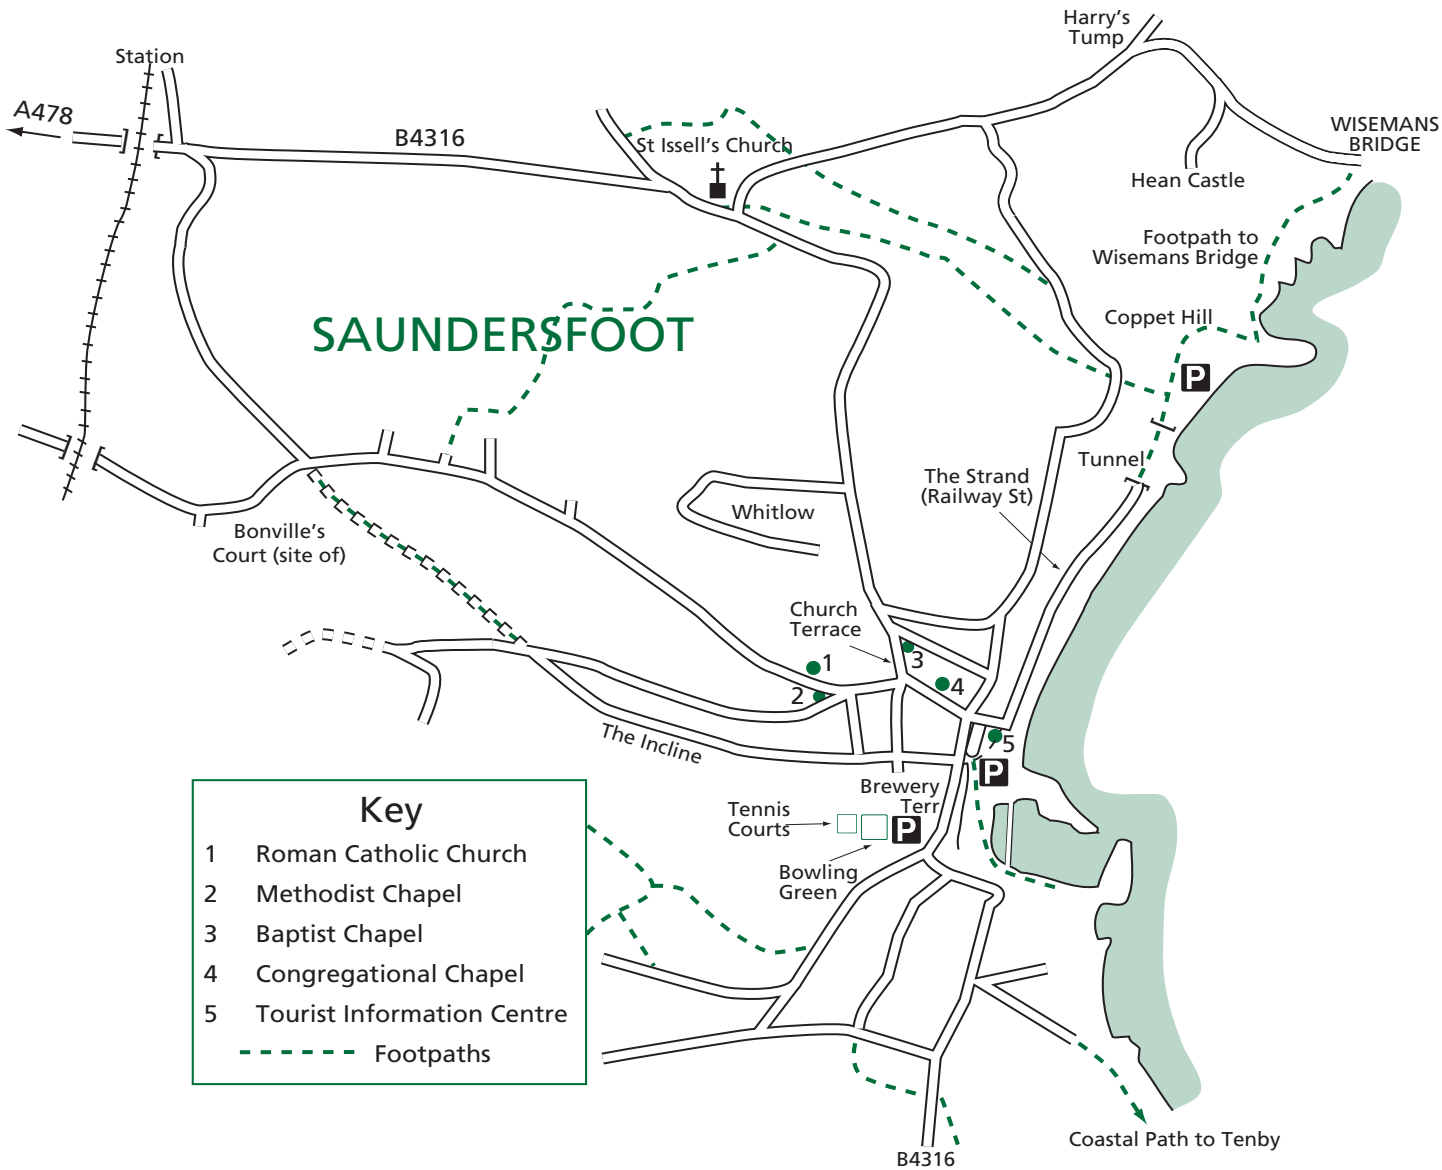 Harry's
Tump
Station
A478
B4316
St Issell's Church
WISEMANS
BRIDGE
Hean Castle
Footpath to
Wisemans Bridge
Coppet Hill
SAUNDERSFOOT
P
Tunnel
The Strand
(Railway St)
Whitlow
Bonville's
Court (site of)
Church
Terrace
1
2
3
4
5
The Incline
P
Brewery
Terr
Tennis
Courts
P
Bowling
Green
Key
1 Roman Catholic Church
2 Methodist Chapel
3 Baptist Chapel
4 Congregational Chapel
5 Tourist Information Centre
Footpaths
Coastal Path to Tenby
B4316